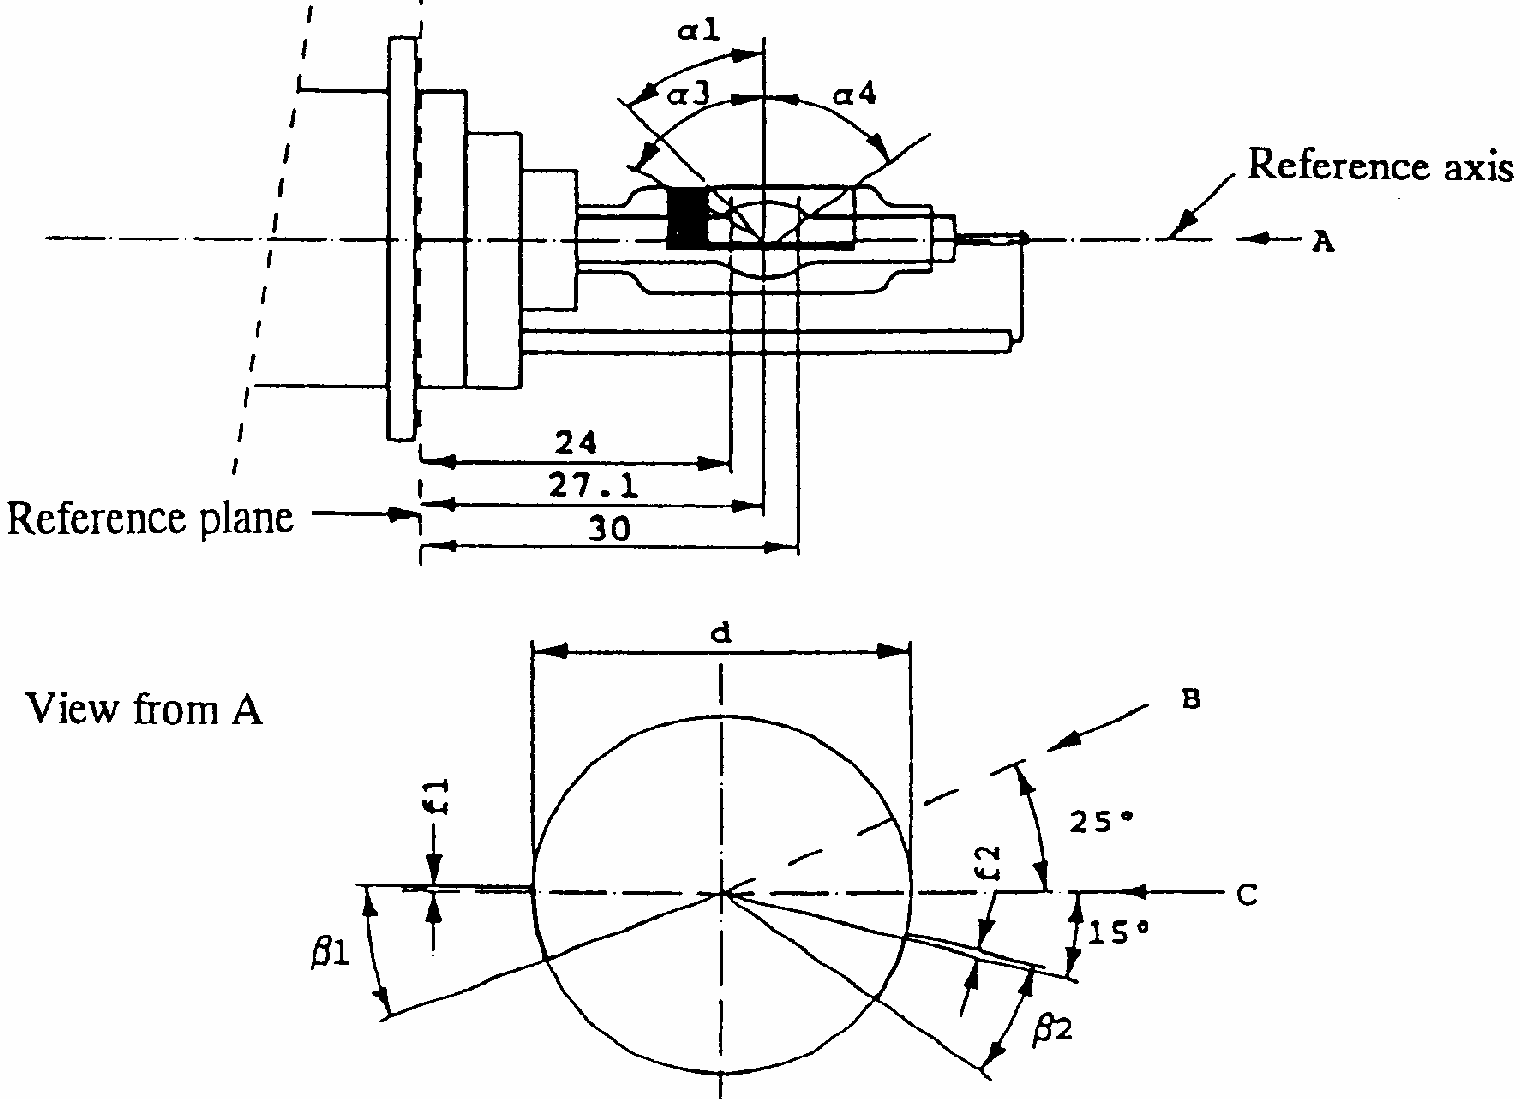 α1
α3
α4
Reference axis
A
24
27.1
Reference plane
30
d
View from A
B
f1
25°
f2
C
β1
15°
β2